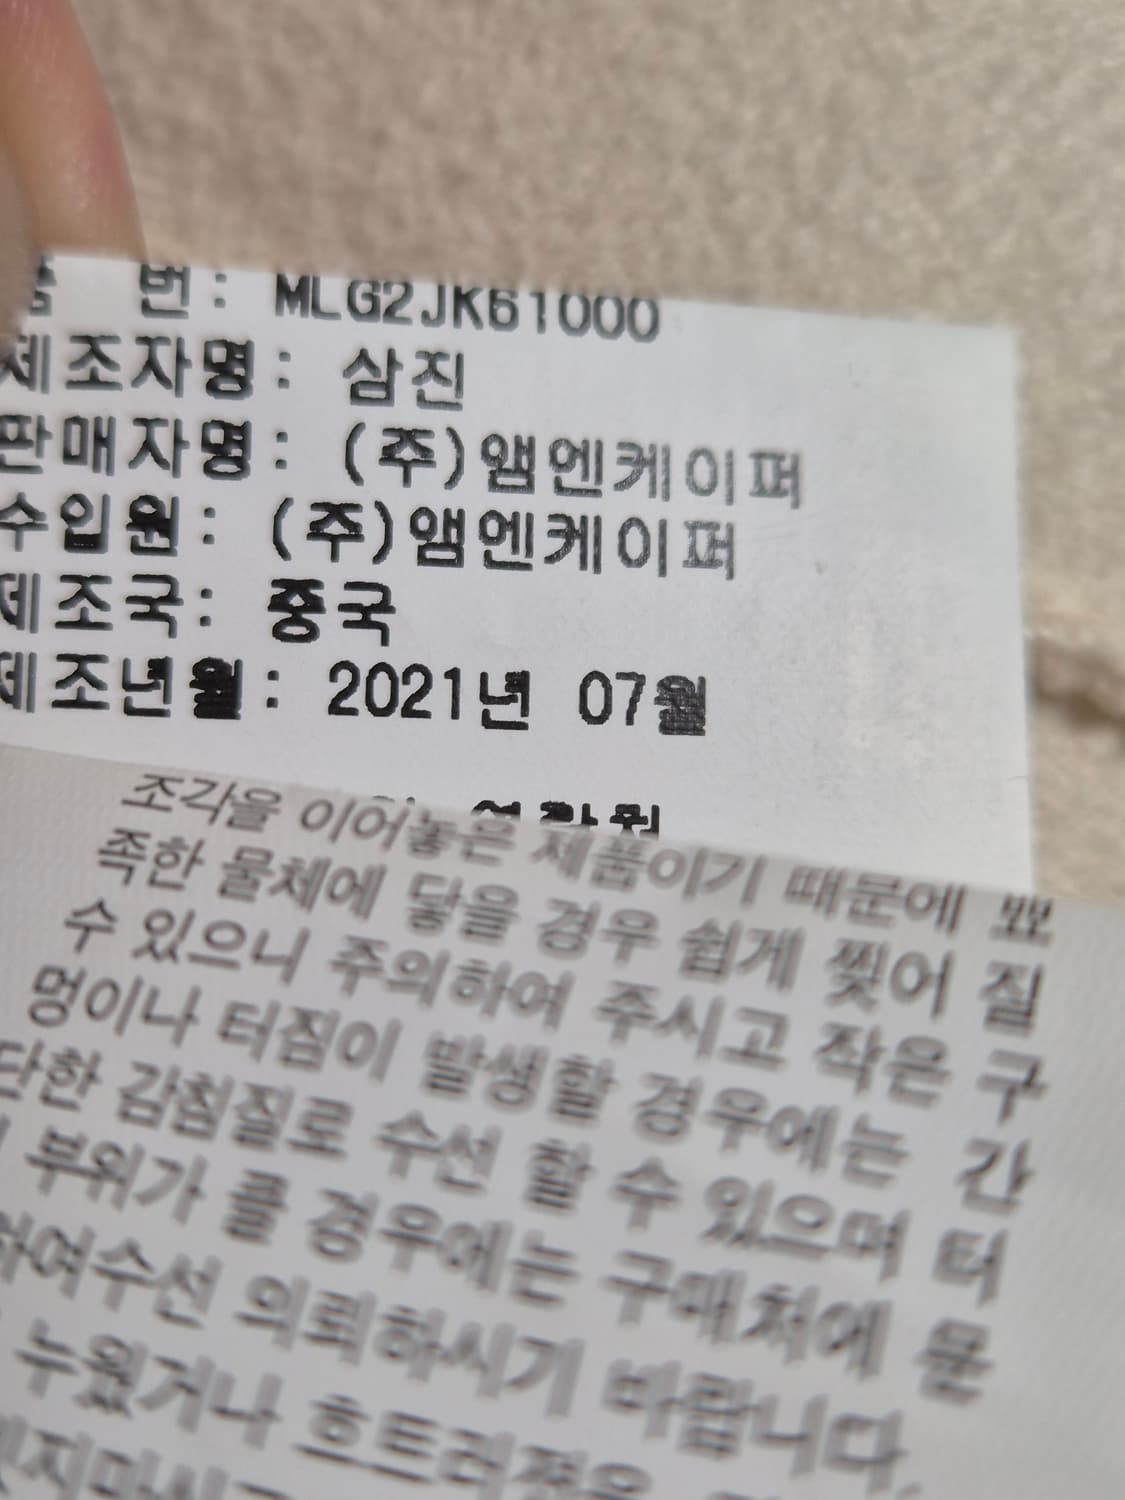 번: MLG2JK61000
제조자명: 삼진
판매자명: (주)앰엔케이퍼
수입원: (주)앰엔케이퍼
제조국: 중국
제조년월: 2021년 07월
연락처
조각을 이어놓은 제품이기 때문에 뾰
족한 물체에 닿을 경우 쉽게 찢어 질
수 있으니 주의하여 주시고 작은 구
멍이나 터짐이 발생할 경우에는 간
단한 감침질로 수선 할 수 있으며 터
부위가 클 경우에는 구매처에 문
하여수선 의뢰하시기 바랍니다.
누웠거나 흐트러졌을